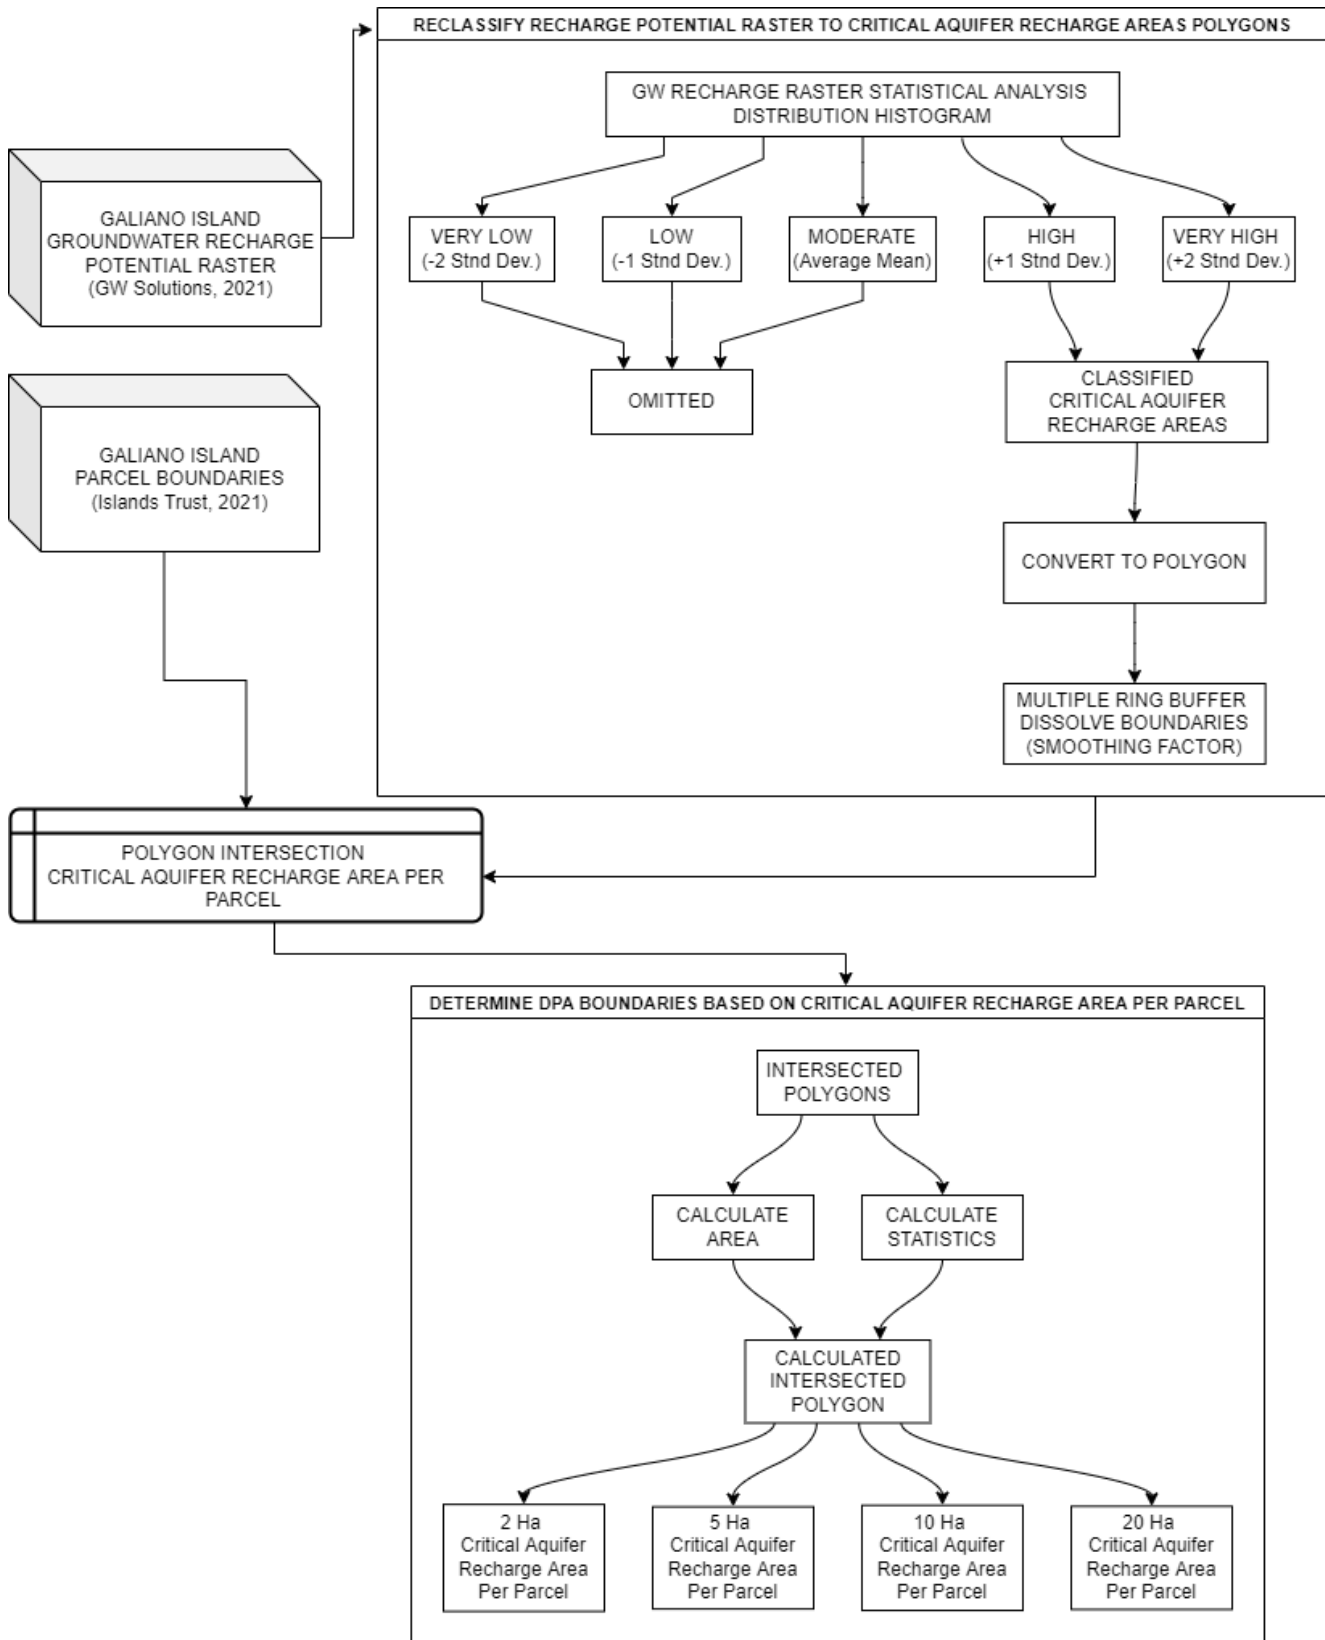 RECLASSIFY RECHARGE POTENTIAL RASTER TO CRITICAL AQUIFER RECHARGE AREAS POLYGONS
GW RECHARGE RASTER STATISTICAL ANALYSIS
DISTRIBUTION HISTOGRAM
GALIANO ISLAND
GROUNDWATER RECHARGE
POTENTIAL RASTER
(GW Solutions, 2021)
VERY LOW
(-2 Stnd Dev.)
LOW
(-1 Stnd Dev.)
MODERATE
(Average Mean)
HIGH
(+1 Stnd Dev.)
VERY HIGH
(+2 Stnd Dev.)
OMITTED
CLASSIFIED
CRITICAL AQUIFER
RECHARGE AREAS
GALIANO ISLAND
PARCEL BOUNDARIES
(Islands Trust, 2021)
CONVERT TO POLYGON
MULTIPLE RING BUFFER
DISSOLVE BOUNDARIES
(SMOOTHING FACTOR)
POLYGON INTERSECTION
CRITICAL AQUIFER RECHARGE AREA PER
PARCEL
DETERMINE DPA BOUNDARIES BASED ON CRITICAL AQUIFER RECHARGE AREA PER PARCEL
INTERSECTED
POLYGONS
CALCULATE
AREA
CALCULATE
STATISTICS
CALCULATED
INTERSECTED
POLYGON
2 Ha
Critical Aquifer
Recharge Area
Per Parcel
5 Ha
Critical Aquifer
Recharge Area
Per Parcel
10 Ha
Critical Aquifer
Recharge Area
Per Parcel
20 Ha
Critical Aquifer
Recharge Area
Per Parcel